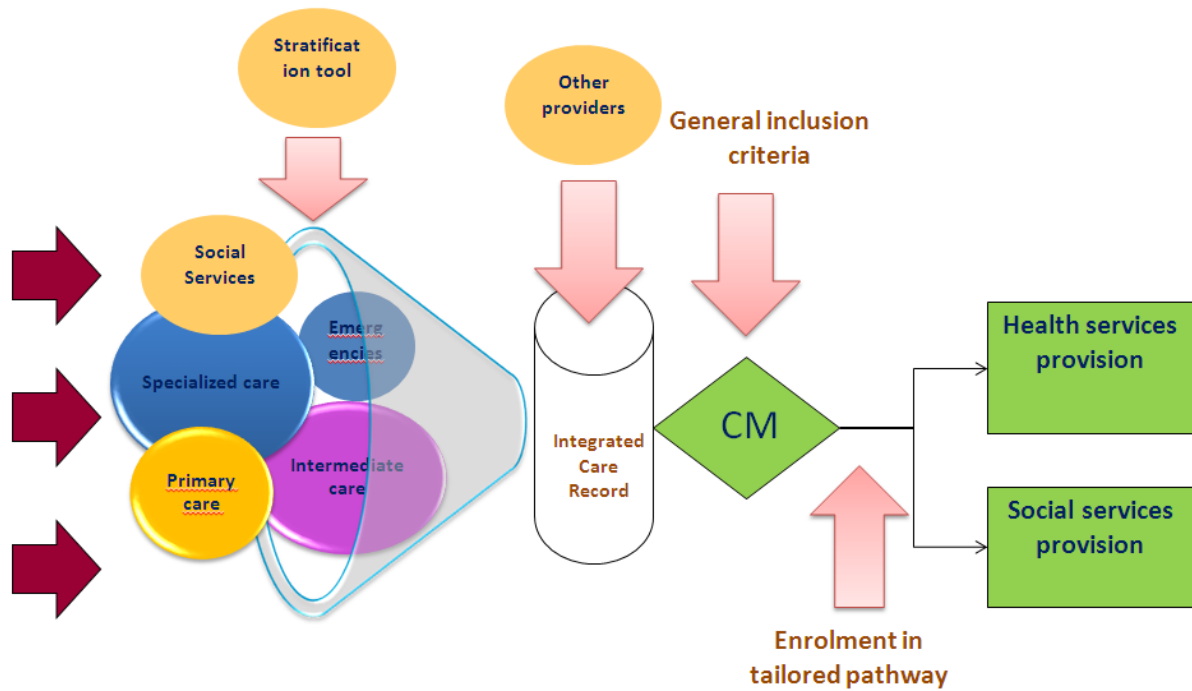 Stratificat
ion tool
Other
providers
General inclusion
criteria
Social
Services
Emerg
encies
Specialized care
Health services
provision
CM
Integrated
Care
Record
Intermediate
care
Primary
care
Social services
provision
Enrolment in
tailored pathway